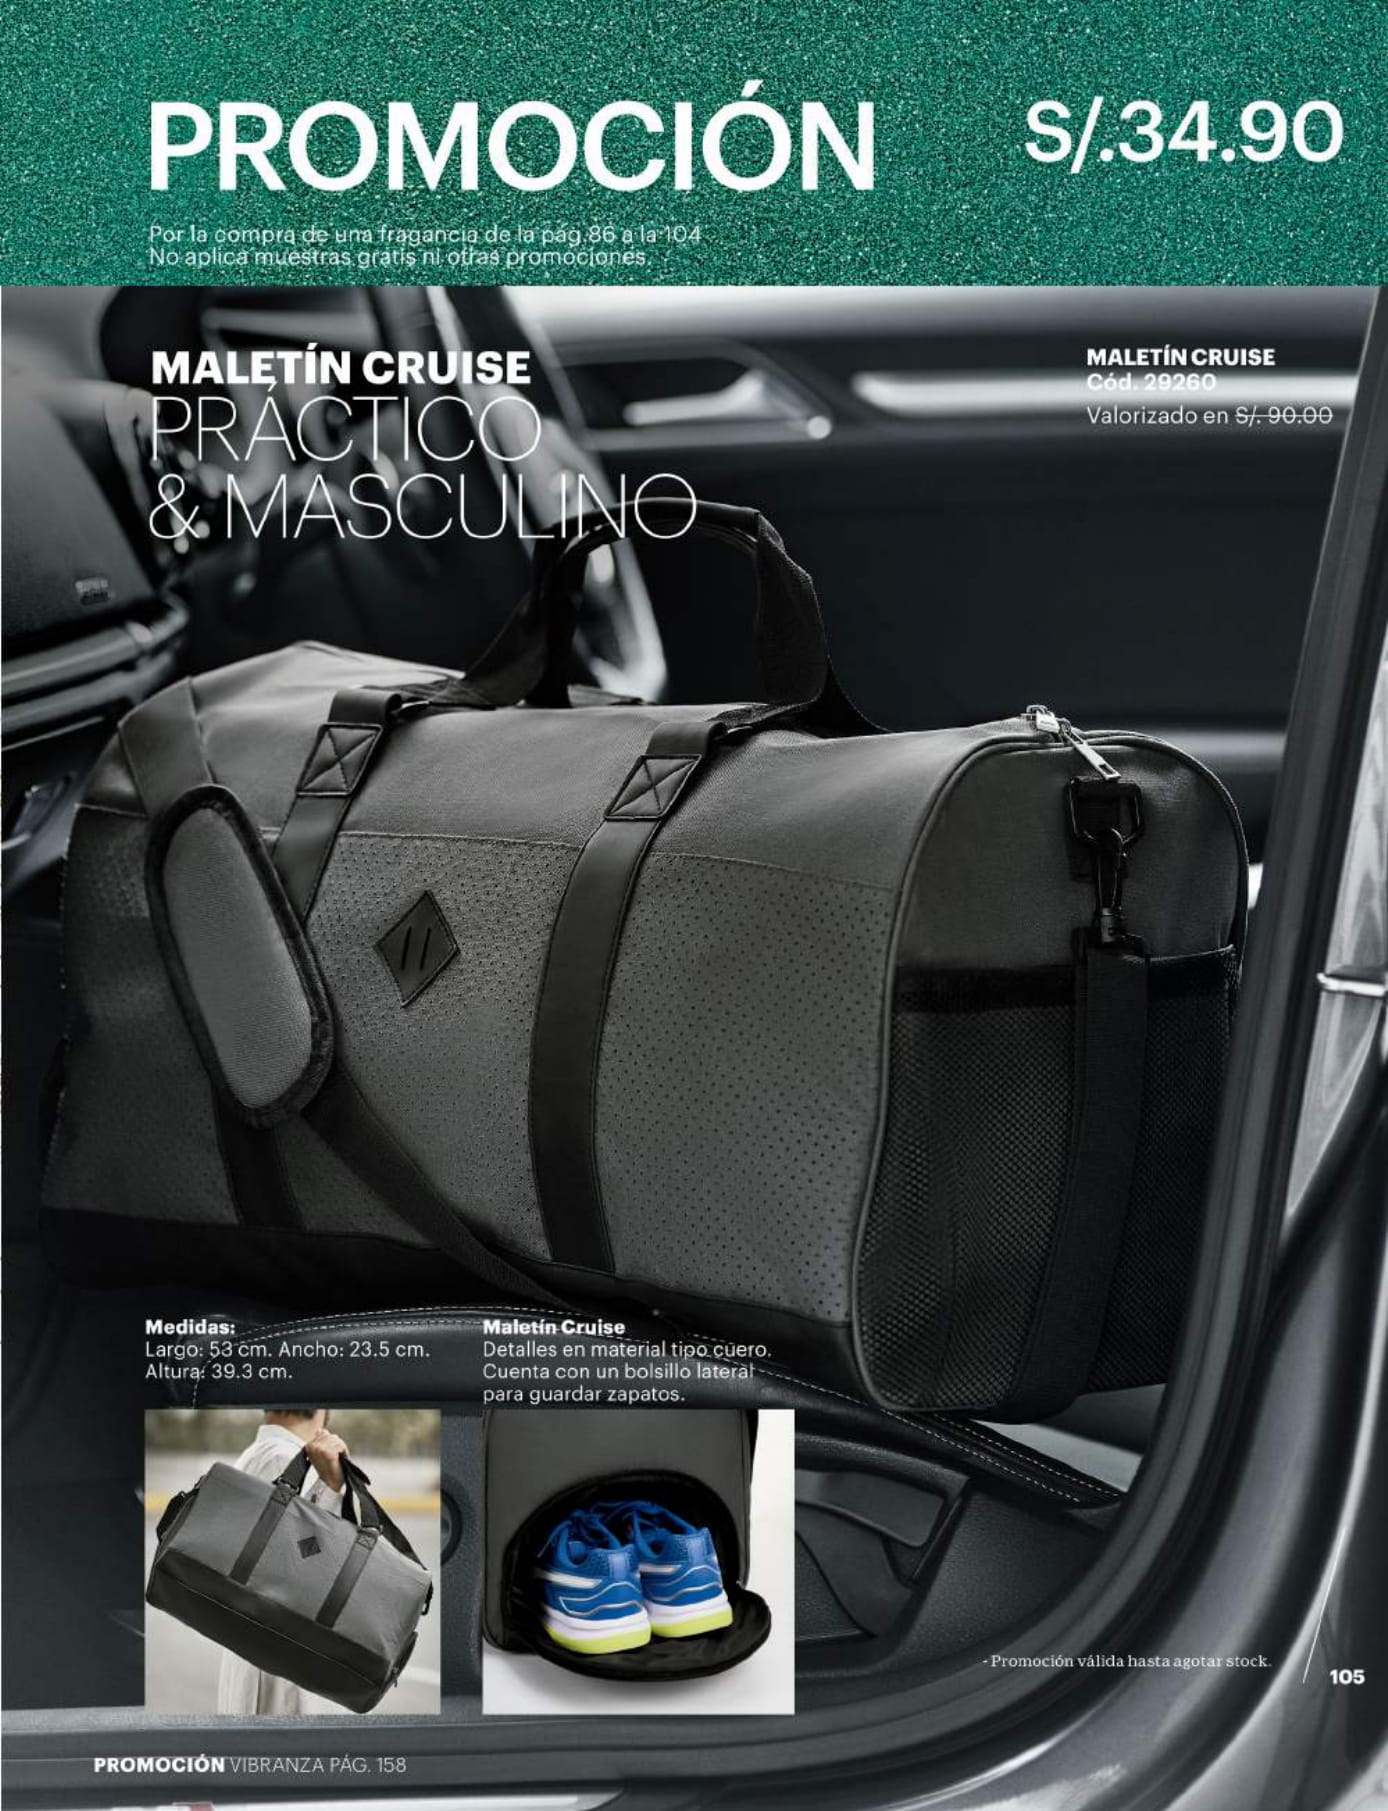 PROMOCIÓN
S/.34.90
Por la compra de una fragancia de la pág.86 a la 104
No aplica muestras gratis ni otras promociones.
MALETÍN CRUISE
PRÁCTICO
& MASCULINO
MALETÍN CRUISE
Cód. 29260
Valorizado en S/. 90.00
Medidas:
Largo: 53 cm. Ancho: 23.5 cm.
Altura: 39.3 cm.
Maletín Cruise
Detalles en material tipo cuero.
Cuenta con un bolsillo lateral
para guardar zapatos.
- Promoción válida hasta agotar stock.
105
PROMOCIÓN VIBRANZA PÁG. 158